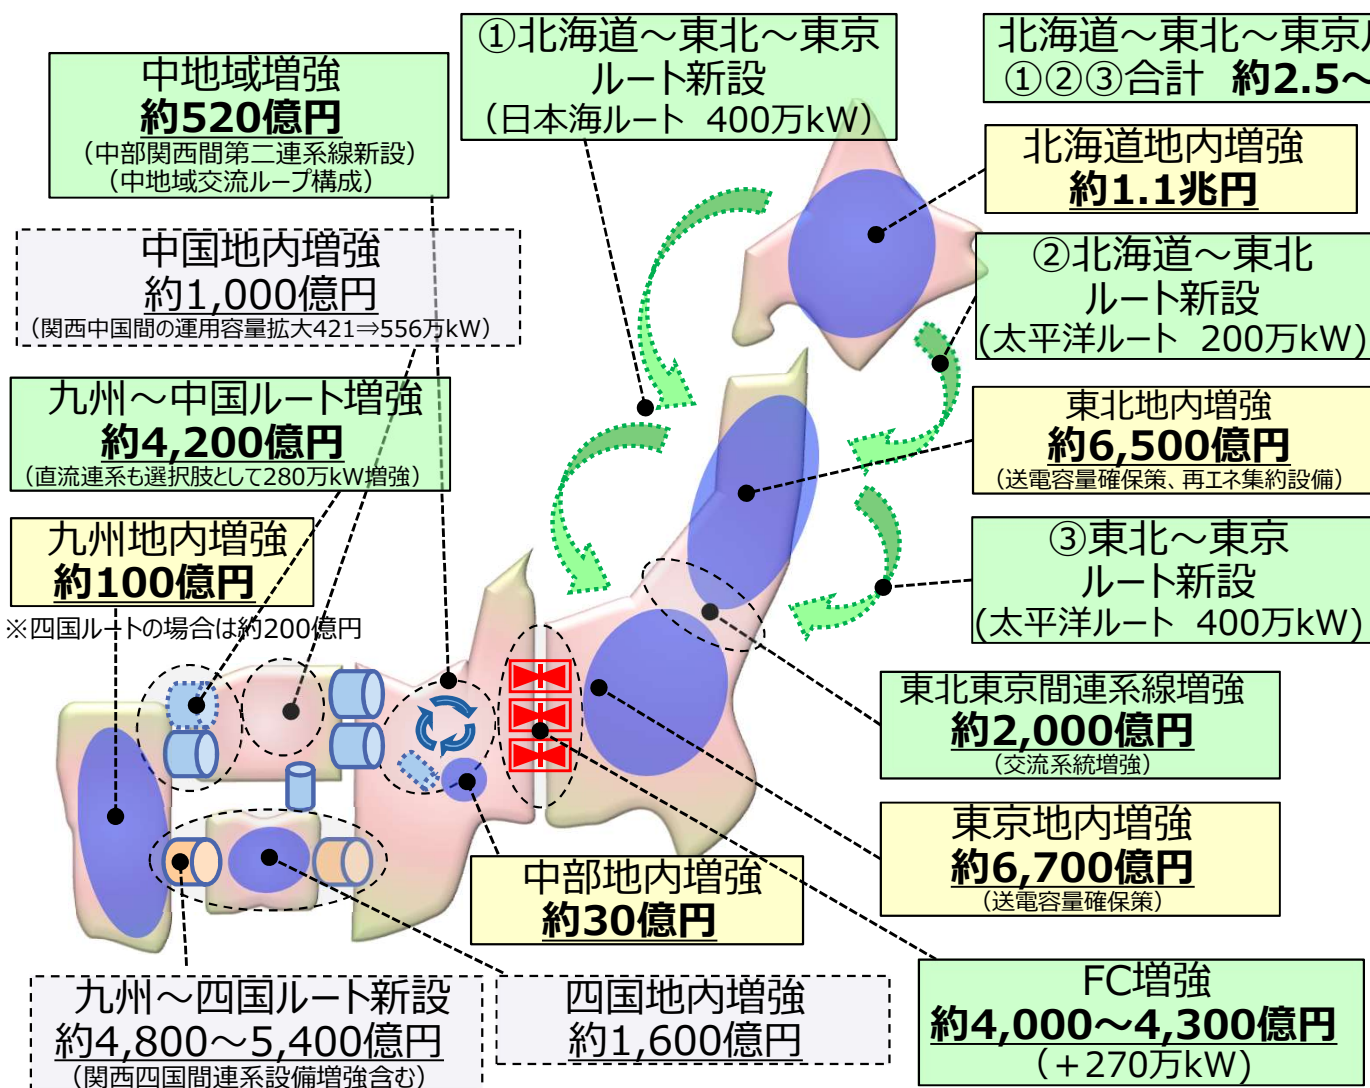 ①北海道～東北～東京
ルート新設
（日本海ルート 400万kW）
北海道～東北～東京
①②③合計 約2.5～
中地域増強
約520億円
（中部関西間第二連系線新設）
（中地域交流ループ構成）
北海道地内増強
約1.1兆円
中国地内増強
約1,000億円
（関西中国間の運用容量拡大421⇒556万kW）
②北海道～東北
ルート新設
(太平洋ルート 200万kW)
九州～中国ルート増強
約4,200億円
（直流連系も選択肢として280万kW増強）
東北地内増強
約6,500億円
（送電容量確保策、再エネ集約設備）
九州地内増強
約100億円
※四国ルートの場合は約200億円
③東北～東京
ルート新設
(太平洋ルート 400万kW)
東北東京間連系線増強
約2,000億円
（交流系統増強）
東京地内増強
約6,700億円
（送電容量確保策）
中部地内増強
約30億円
九州～四国ルート新設
約4,800～5,400億円
（関西四国間連系設備増強含む）
四国地内増強
約1,600億円
FC増強
約4,000～4,300億円
（＋270万kW）